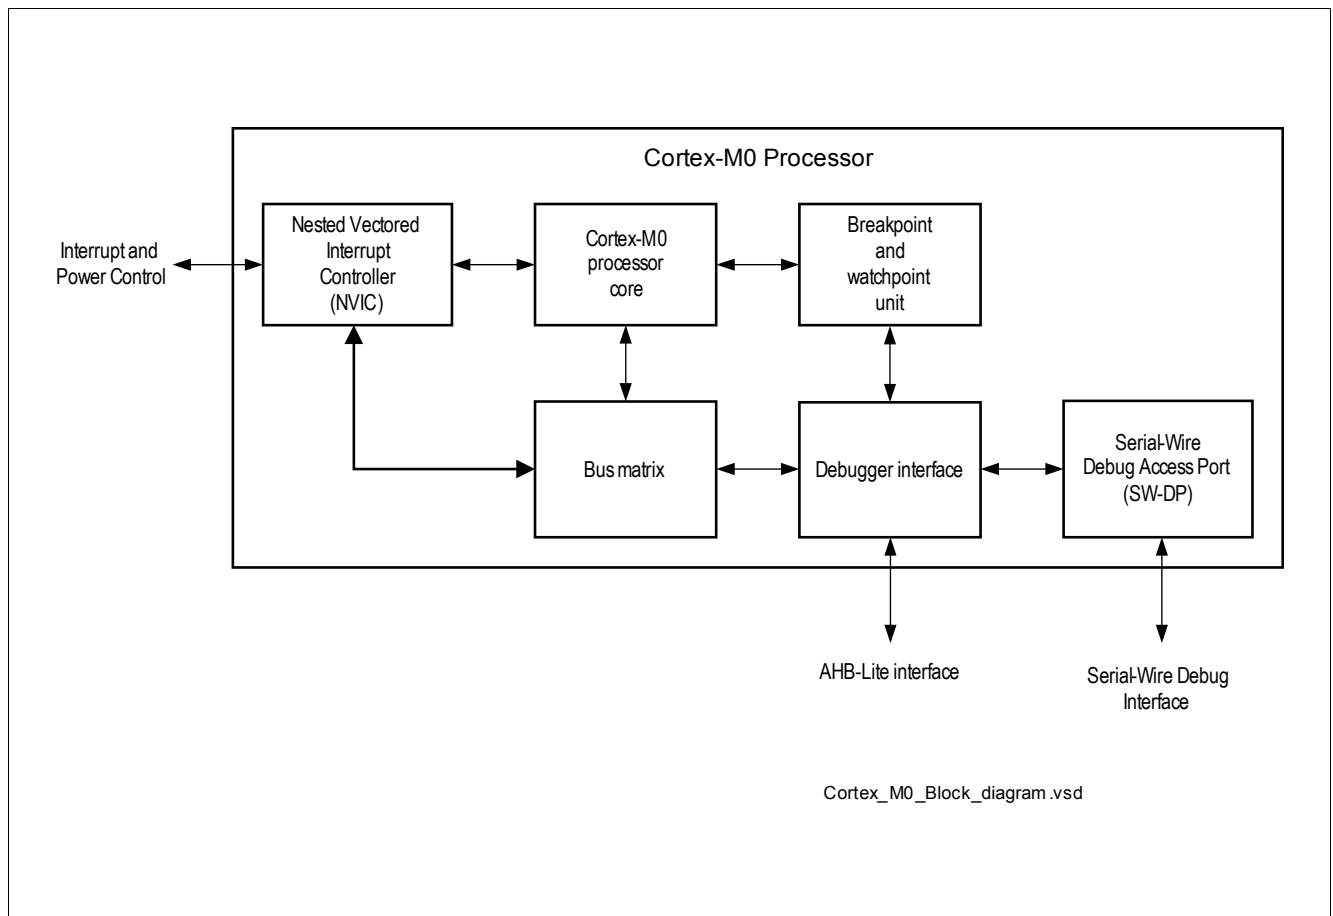 Cortex-M0 Processor
Nested Vectored
Interrupt
Controller
(NVIC)
Cortex-M0
processor
core
Breakpoint
and
watchpoint
unit
Interrupt and
Power Control
Bus matrix
Debugger interface
Serial-Wire
Debug Access Port
(SW-DP)
AHB-Lite interface
Serial-Wire Debug
Interface
Cortex_M0_Block_diagram.vsd